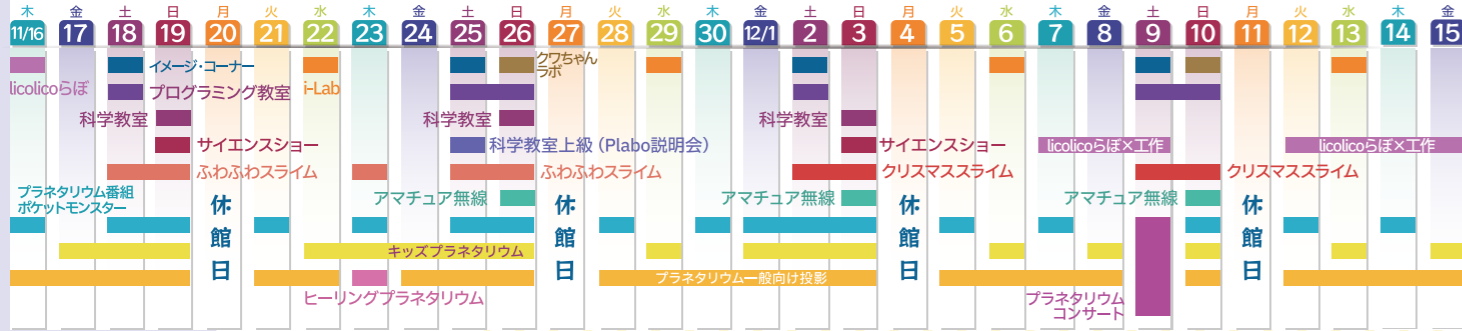 木 金 土 日 月 火 水 木 金 土 日 月 火 水 木 金 土 日 月 火 水 木 金 土 日 月 火 水 木 金
11/16 17 18 19 20 21 22 23 24 25 26 27 28 29 30 12/1 2 3 4 5 6 7 8 9 10 11 12 13 14 15
イメージ・コーナー
クワちゃん
ラボ
licolicoらぼ
プログラミング教室
i-Lab
科学教室
科学教室
科学教室
サイエンスショー
科学教室上級（Plabo説明会）
サイエンスショー
licolicoらぼ×工作
licolicoらぼ×工作
ふわふわスライム
ふわふわスライム
クリスマススライム
クリスマススライム
プラネタリウム番組
ポケットモンスター
アマチュア無線
アマチュア無線
アマチュア無線
休館日
休館日
休館日
休館日
キッズプラネタリウム
プラネタリウム一般向け投影
ヒーリングプラネタリウム
プラネタリウム
コンサート